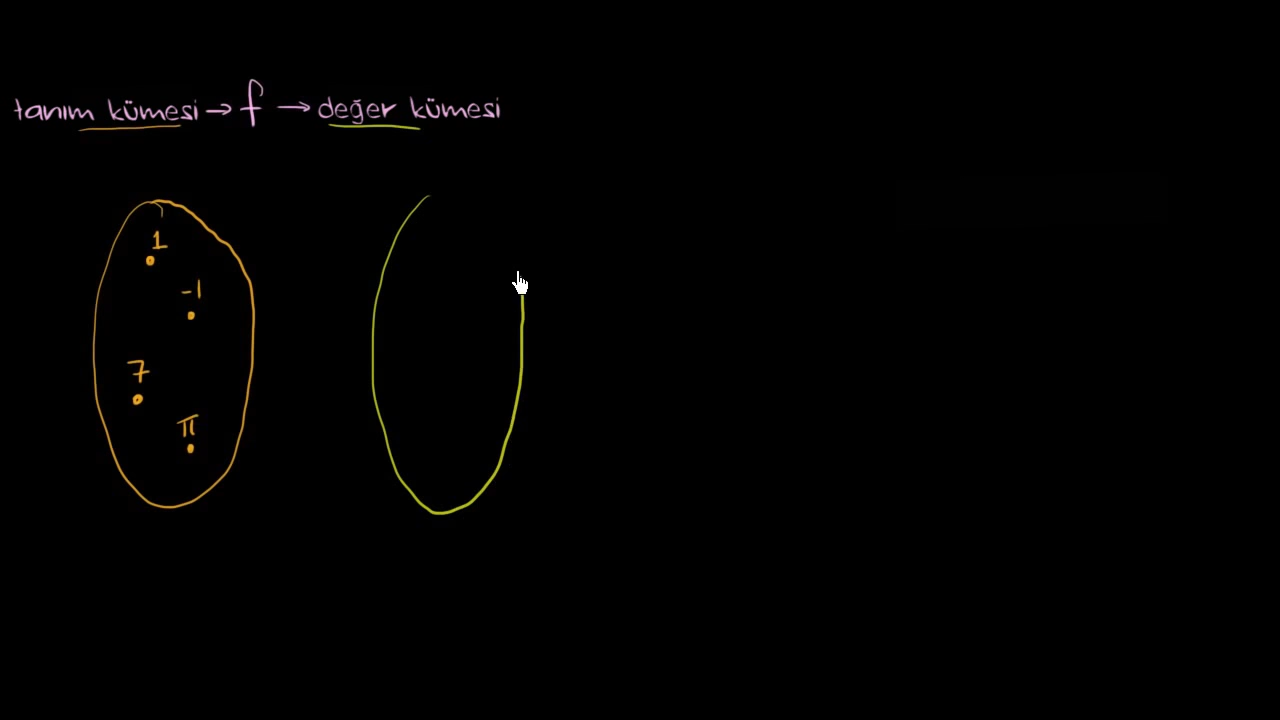 tanım kümesi → f → değer kümesi
1
-1
7
π